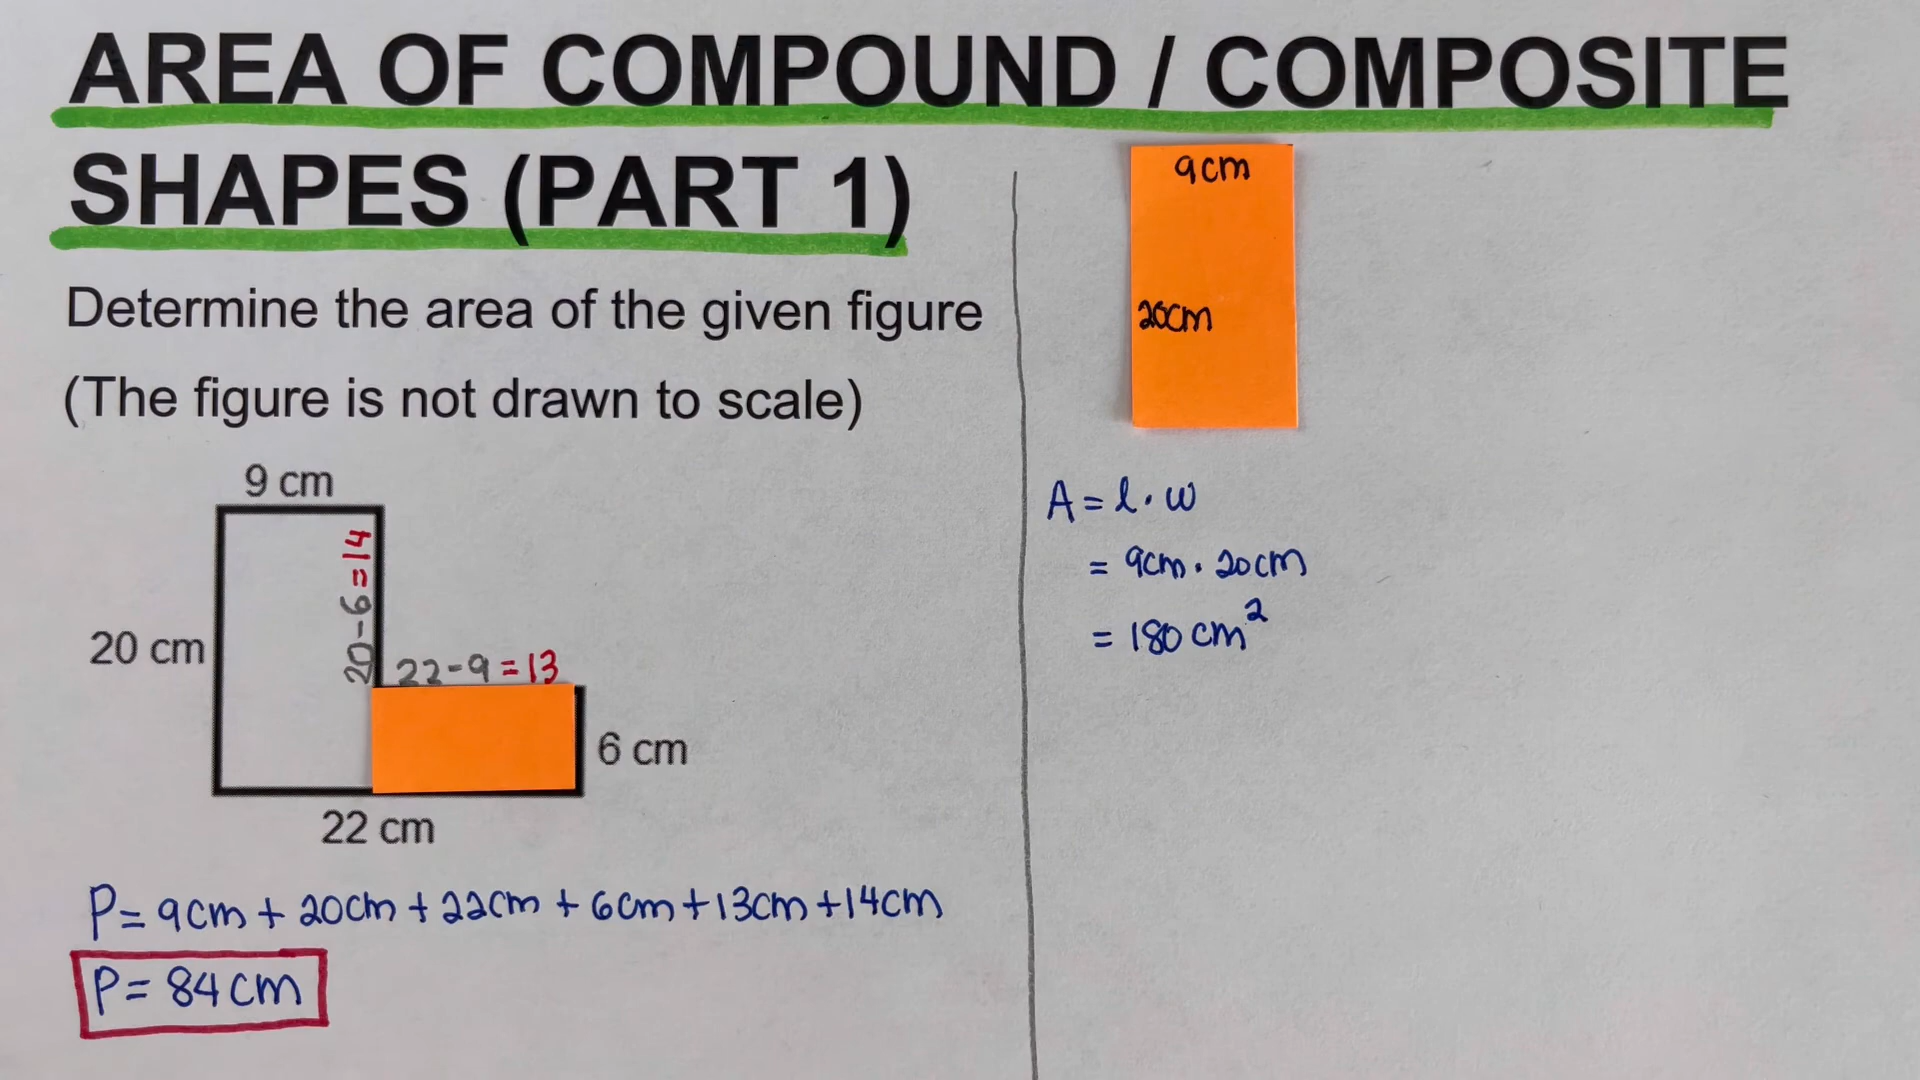 AREA OF COMPOUND / COMPOSITE
SHAPES (PART 1)
Determine the area of the given figure
(The figure is not drawn to scale)
9 cm
20-6=14
20 cm
22-9=13
6 cm
22 cm
P=9cm+20cm+22cm+6cm+13cm+14cm
P=84cm
9cm
20cm
A=l·w
=9cm·20cm
=180cm²